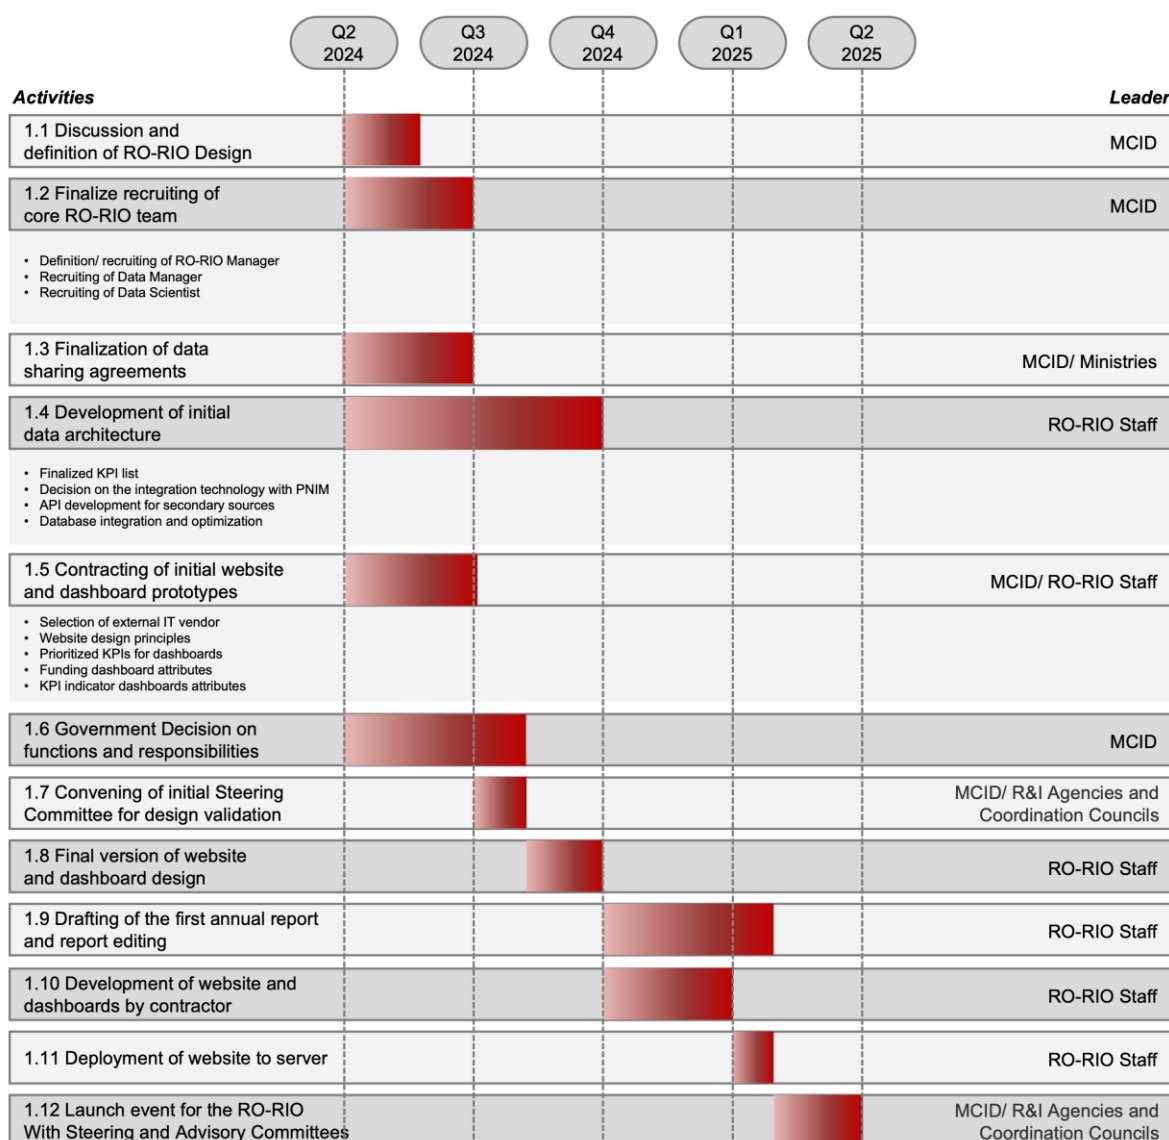 Q2
2024
Q3
2024
Q4
2024
Q1
2025
Q2
2025
Activities
Leader
1.1 Discussion and
definition of RO-RIO Design
MCID
1.2 Finalize recruiting of
core RO-RIO team
MCID
• Definition/ recruiting of RO-RIO Manager
• Recruiting of Data Manager
• Recruiting of Data Scientist
1.3 Finalization of data
sharing agreements
MCID/ Ministries
1.4 Development of initial
data architecture
RO-RIO Staff
• Finalized KPI list
• Decision on the integration technology with PNIM
• API development for secondary sources
• Database integration and optimization
1.5 Contracting of initial website
and dashboard prototypes
MCID/ RO-RIO Staff
• Selection of external IT vendor
• Website design principles
• Prioritized KPIs for dashboards
• Funding dashboard attributes
• KPI indicator dashboards attributes
1.6 Government Decision on
functions and responsibilities
MCID
1.7 Convening of initial Steering
Committee for design validation
MCID/ R&I Agencies and
Coordination Councils
1.8 Final version of website
and dashboard design
RO-RIO Staff
1.9 Drafting of the first annual report
and report editing
RO-RIO Staff
1.10 Development of website and
dashboards by contractor
RO-RIO Staff
1.11 Deployment of website to server
RO-RIO Staff
1.12 Launch event for the RO-RIO
With Steering and Advisory Committees
MCID/ R&I Agencies and
Coordination Councils